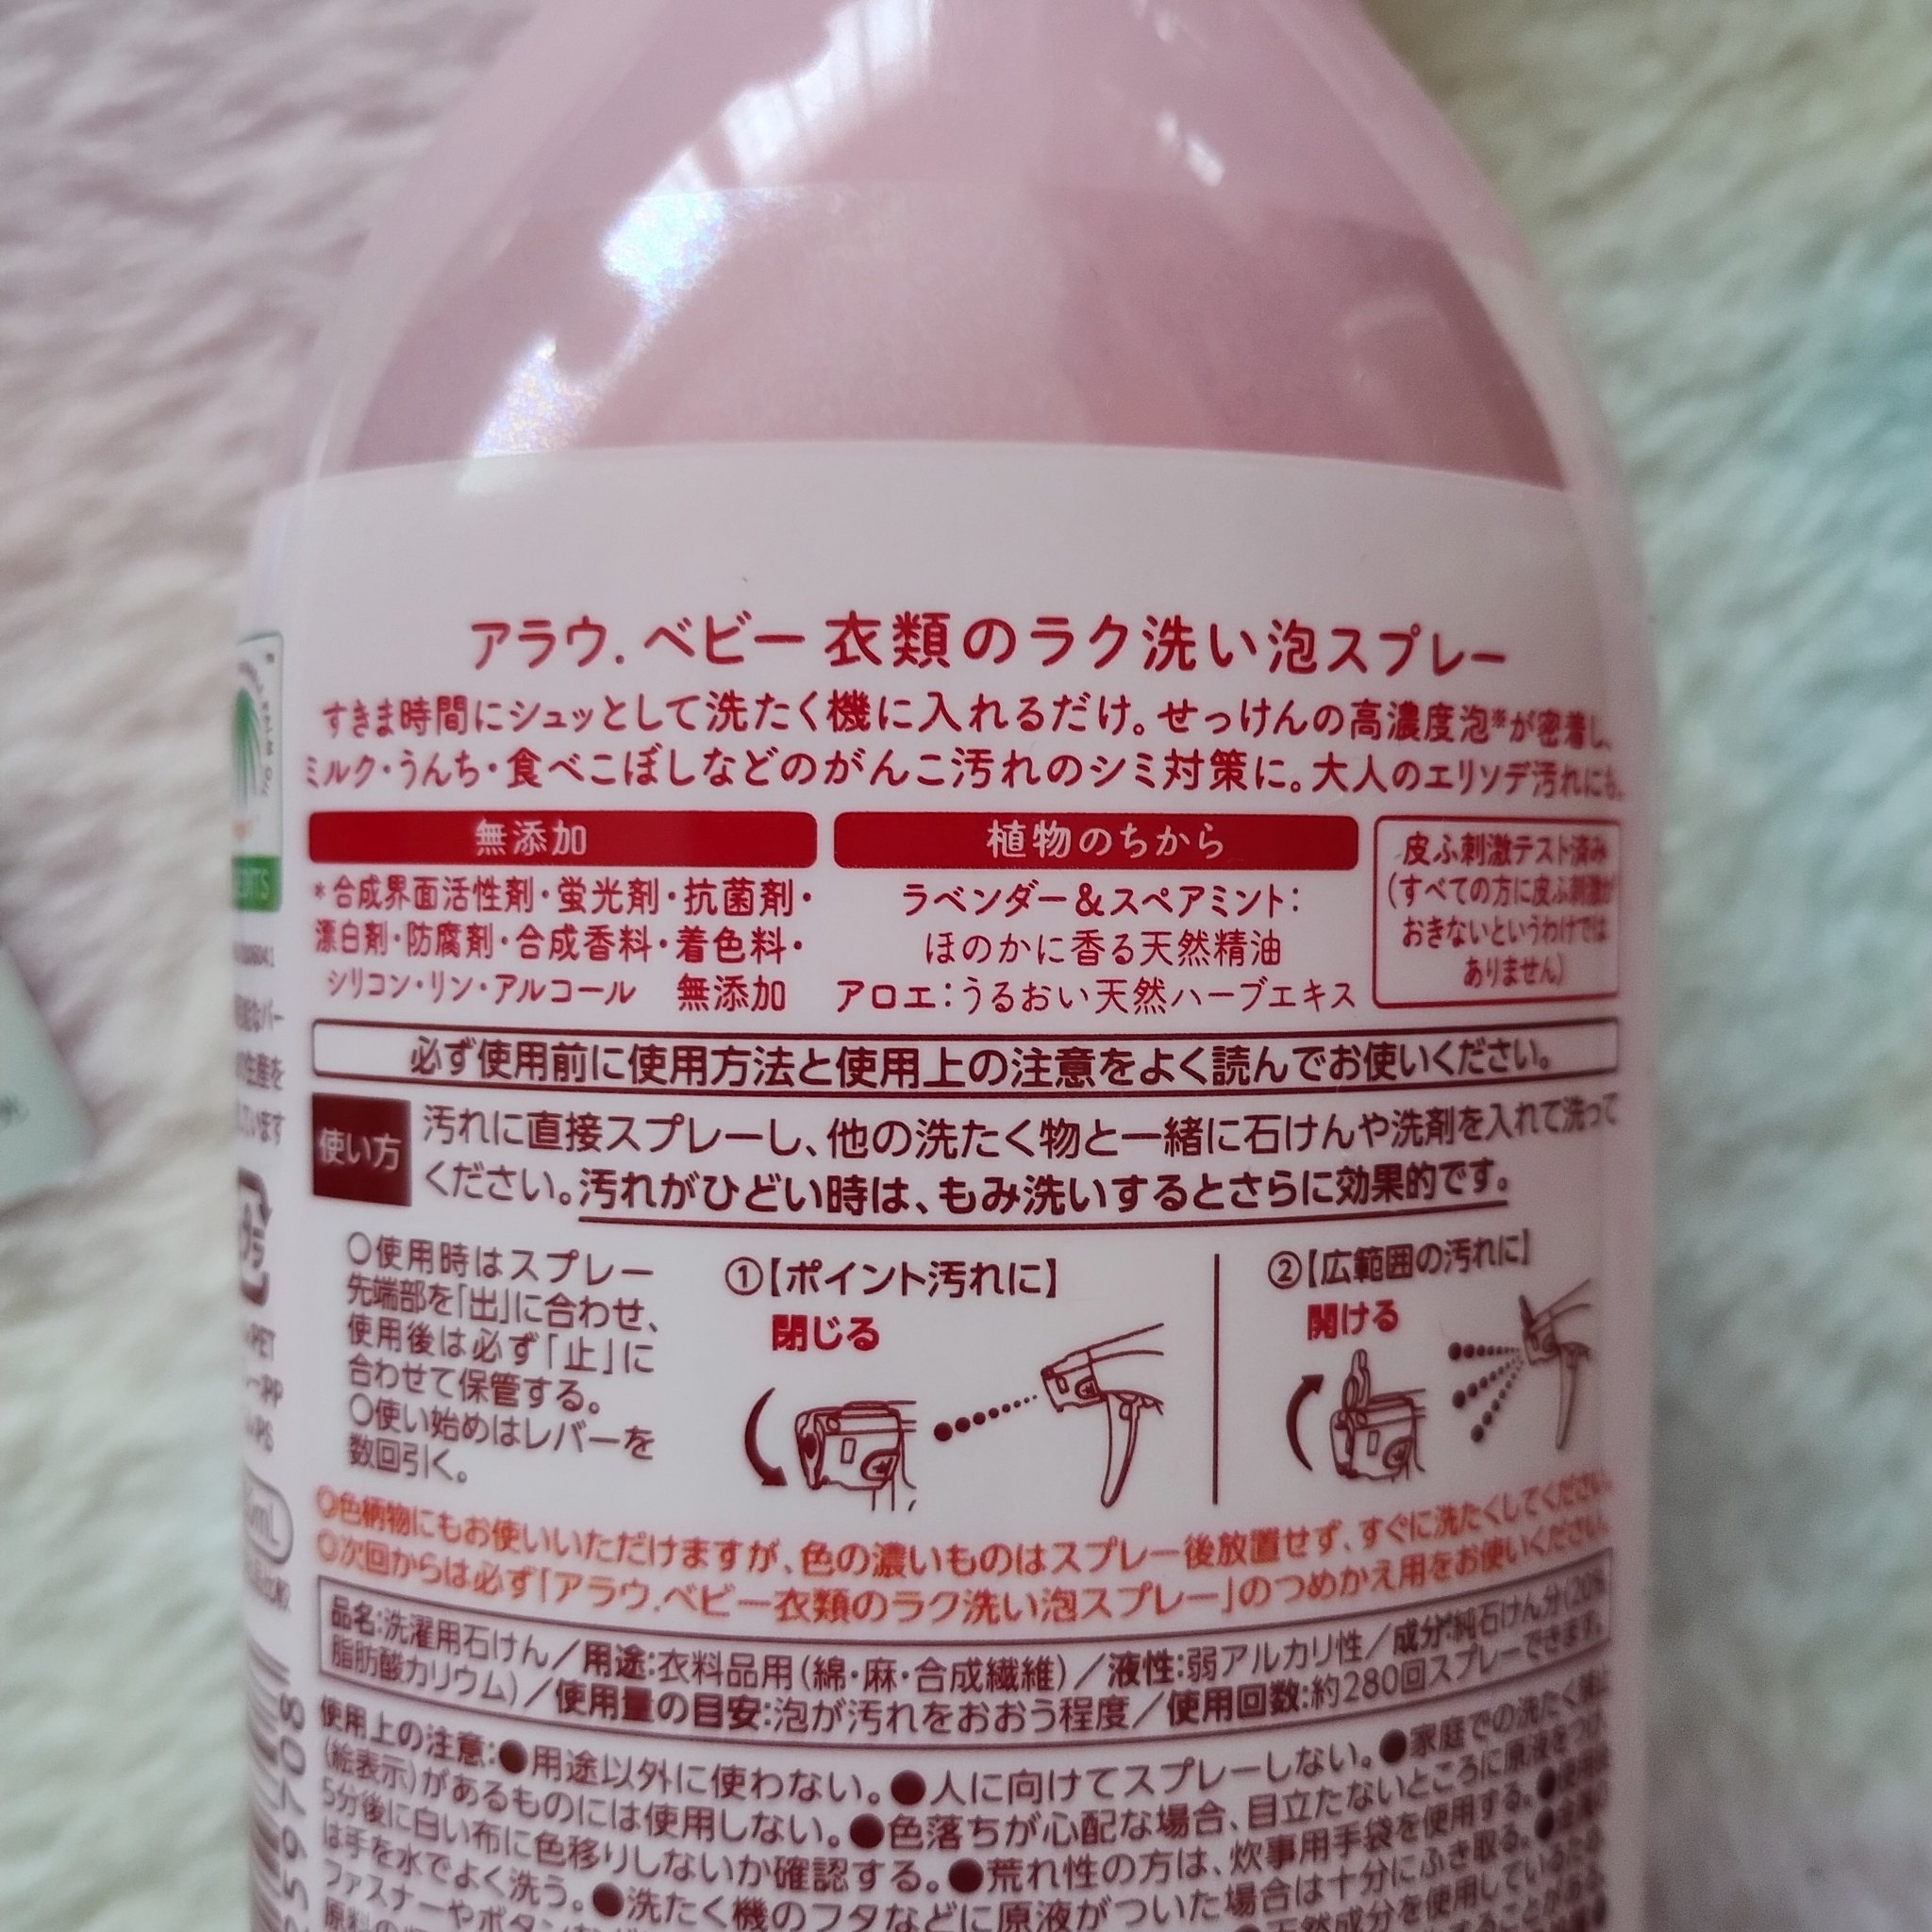 アラウ.ベビー 衣類のラク洗い泡スプレー
すきま時間にシュッとして洗たく機に入れるだけ。せっけんの高濃度泡※が密着し、
ミルク・うんち・食べこぼしなどのがんこ汚れのシミ対策に。大人のエリソデ汚れにも。
無添加
*合成界面活性剤・蛍光剤・抗菌剤・
漂白剤・防腐剤・合成香料・着色料・
シリコン・リン・アルコール 無添加
植物のちから
ラベンダー&スペアミント:
ほのかに香る天然精油
アロエ:うるおい天然ハーブエキス
皮ふ刺激テスト済み
(すべての方に皮ふ刺激が
おきないというわけでは
ありません)
必ず使用前に使用方法と使用上の注意をよく読んでお使いください。
使い方
汚れに直接スプレーし、他の洗たく物と一緒に石けんや洗剤を入れて洗って
ください。汚れがひどい時は、もみ洗いするとさらに効果的です。
○使用時はスプレー
先端部を「出」に合わせ、
使用後は必ず「止」に
合わせて保管する。
○使い始めはレバーを
数回引く。
①【ポイント汚れに】
閉じる
②【広範囲の汚れに】
開ける
○色柄物にもお使いいただけますが、色の濃いものはスプレー後放置せず、すぐに洗たくしてください。
○次回からは必ず「アラウ.ベビー衣類のラク洗い泡スプレー」のつめかえ用をお使いください。
品名:洗濯用石けん/用途:衣料品用(綿・麻・合成繊維)/液性:弱アルカリ性/成分:純石けん分(20%
脂肪酸カリウム)/使用量の目安:泡が汚れをおおう程度/使用回数:約280回スプレーできます。
使用上の注意:●用途以外に使わない。●人に向けてスプレーしない。●家庭での洗たく
(絵表示)があるものには使用しない。●色落ちが心配な場合、目立たないところに原液をつけ、
5分後に白い布に色移りしないか確認する。●荒れ性の方は、炊事用手袋を使用する。●使用後
は手を水でよく洗う。●洗たく機のフタなどに原液がついた場合は十分にふき取る。●金属
ファスナーやボタン
天然成分を使用しているため
PET
PP
PS
mL